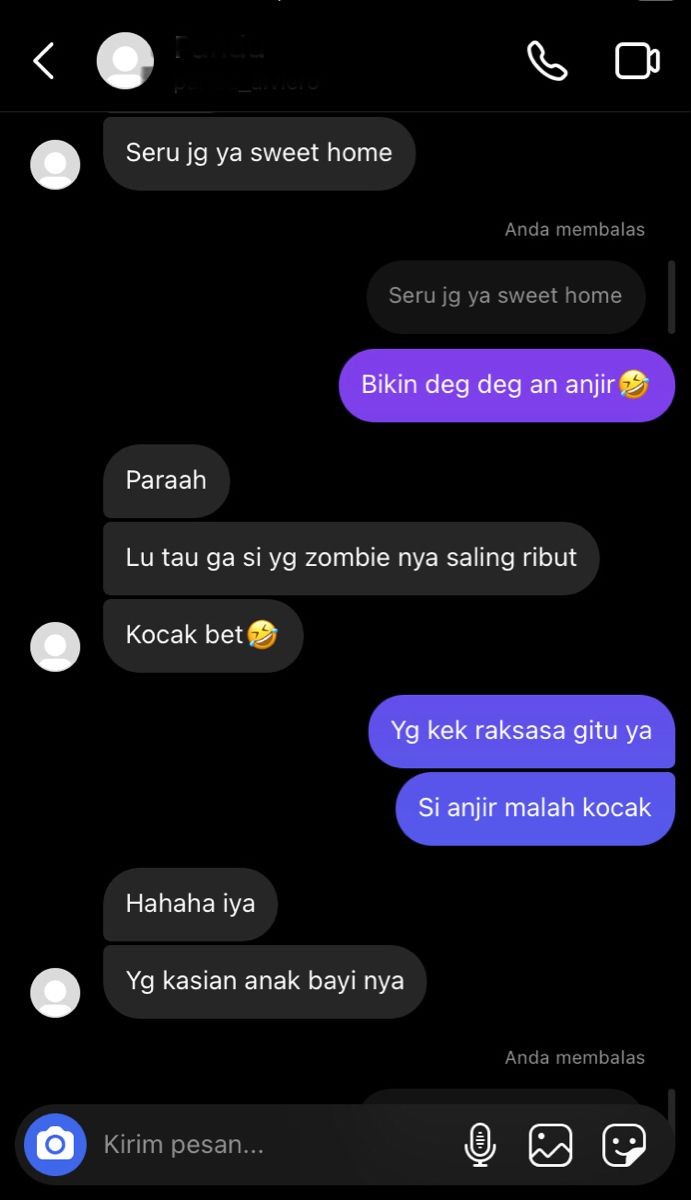 Seru jg ya sweet home
Anda membalas
Seru jg ya sweet home
Bikin deg deg an anjir🤣
Paraah
Lu tau ga si yg zombie nya saling ribut
Kocak bet🤣
Yg kek raksasa gitu ya
Si anjir malah kocak
Hahaha iya
Yg kasian anak bayi nya
Anda membalas
Kirim pesan...